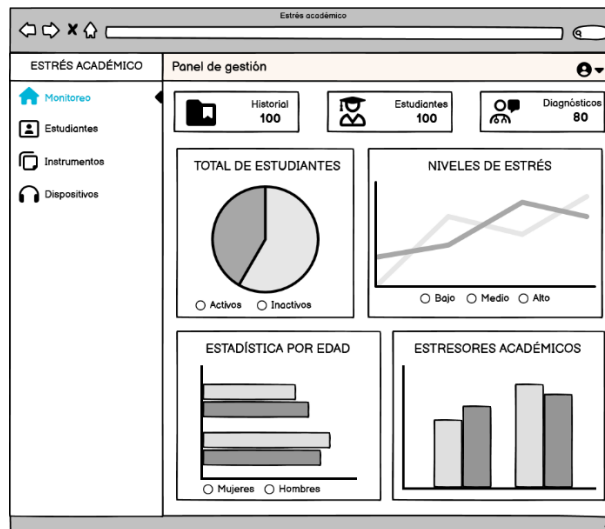 Estrés académico
ESTRÉS ACADÉMICO
Panel de gestión
Monitoreo
Estudiantes
Instrumentos
Dispositivos
Historial
100
Estudiantes
100
Diagnósticos
80
TOTAL DE ESTUDIANTES
Activos Inactivos
NIVELES DE ESTRÉS
Bajo Medio Alto
ESTADÍSTICA POR EDAD
Mujeres Hombres
ESTRESORES ACADÉMICOS